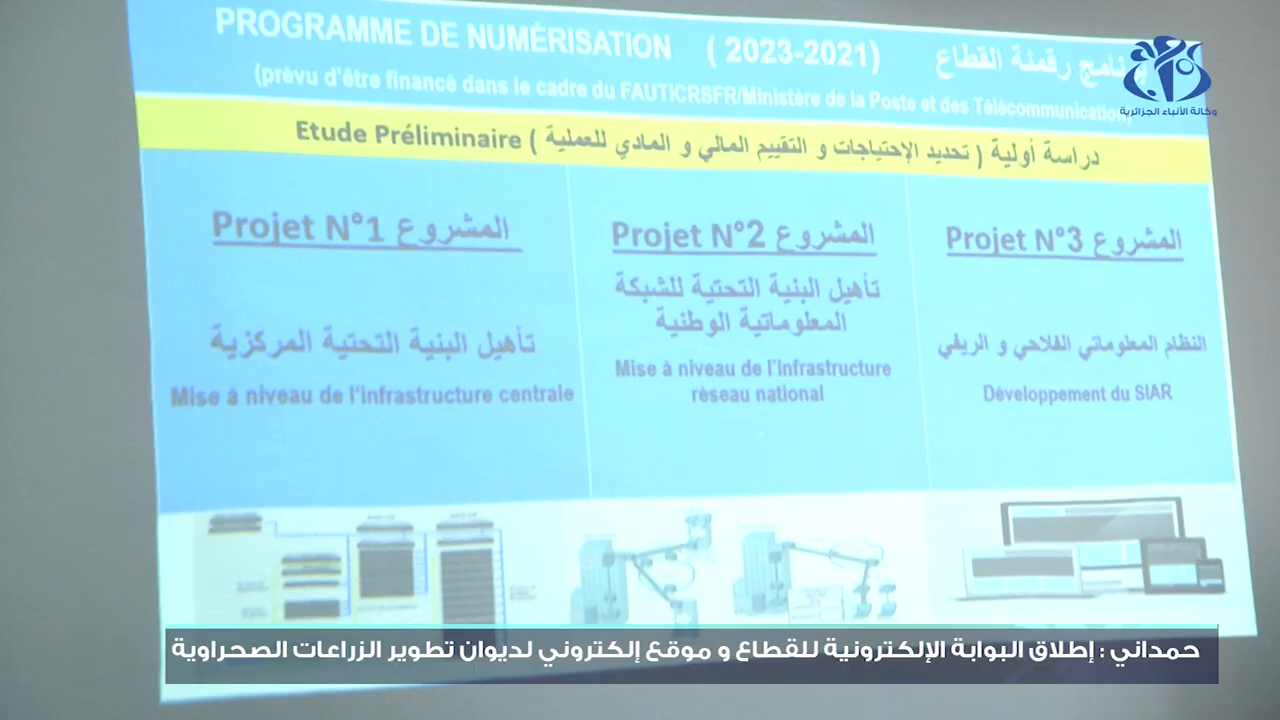 PROGRAMME DE NUMÉRISATION ( 2023-2021) برنامج رقمنة القطاع
(prévu d'être financé dans le cadre du FAUTICRSFR/Ministère de la Poste et des Télécommunication)
وكالة الأنباء الجزائرية
Etude Préliminaire ( دراسة أولية ( تحديد الإحتياجات و التقييم المالي و المادي للعملية
Projet N°1 المشروع
تأهيل البنية التحتية المركزية
Mise à niveau de l'infrastructure centrale
Projet N°2 المشروع
تأهيل البنية التحتية للشبكة
المعلوماتية الوطنية
Mise à niveau de l'Infrastructure
réseau national
Projet N°3 المشروع
النظام المعلوماتي الفلاحي و الريفي
Développement du SIAR
حمداني : إطلاق البوابة الإلكترونية للقطاع و موقع إلكتروني لديوان تطوير الزراعات الصحراوية